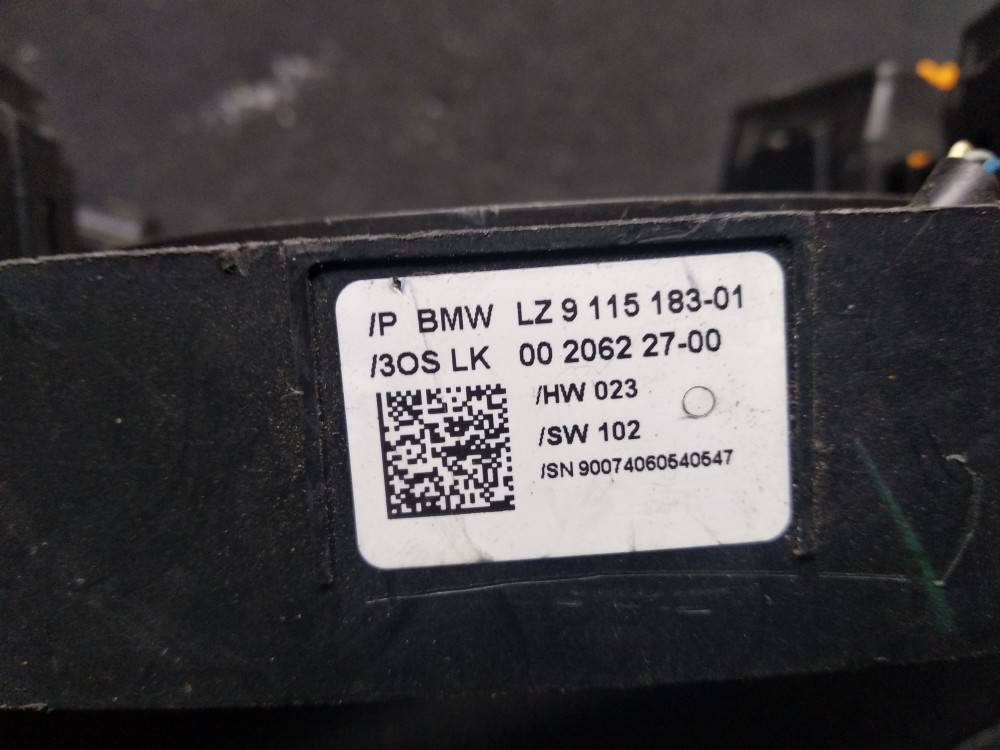 /P BMW LZ 9 115 183-01
/3OS LK 00 2062 27-00
/HW 023
/SW 102
/SN 90074060540547